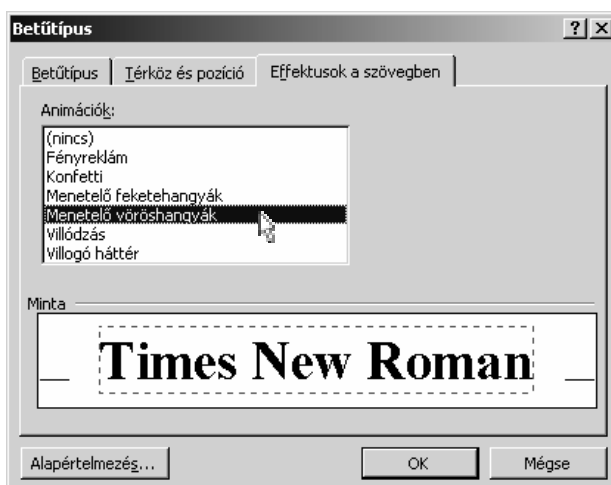 Betűtípus
Betűtípus Térköz és pozíció Effektusok a szövegben
Animációk:
(nincs)
Fényreklám
Konfetti
Menetelő feketehangyák
Menetelő vöröshangyák
Villódzás
Villogó háttér
Minta
Times New Roman
Alapértelmezés... OK Mégse